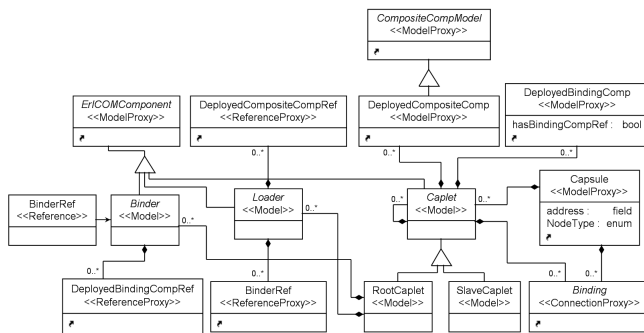 CompositeCompModel
<<ModelProxy>>
ErlCOMComponent
<<ModelProxy>>
DeployedCompositeCompRef
<<ReferenceProxy>>
DeployedCompositeComp
<<ModelProxy>>
DeployedBindingComp
<<ModelProxy>>
hasBindingCompRef : bool
0..*
0..*
0..*
BinderRef
<<Reference>>
Binder
<<Model>>
Loader
<<Model>>
0..*
0..*
Caplet
<<Model>>
0..*
0..*
Capsule
<<ModelProxy>>
address : field
NodeType : enum
0..*
0..*
0..*
DeployedBindingCompRef
<<ReferenceProxy>>
BinderRef
<<ReferenceProxy>>
RootCaplet
<<Model>>
SlaveCaplet
<<Model>>
Binding
<<ConnectionProxy>>